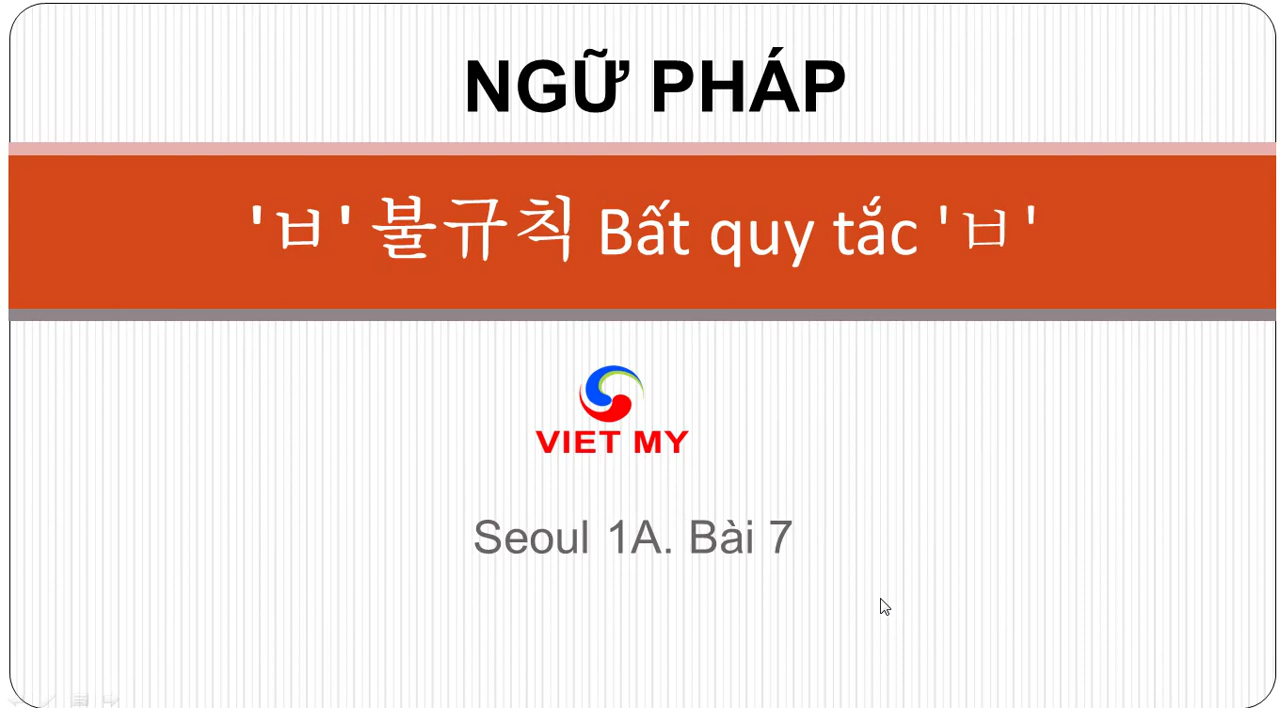 NGỮ PHÁP
'ㅂ' 불규칙 Bất quy tắc 'ㅂ'
VIET MY
Seoul 1A. Bài 7